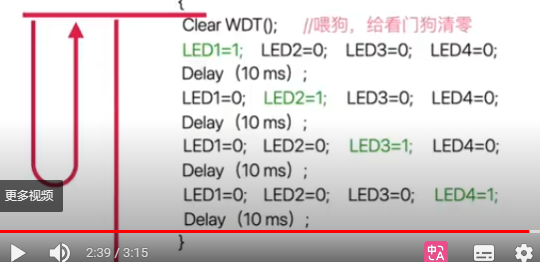 {
Clear WDT(); //喂狗，给看门狗清零
LED1=1; LED2=0; LED3=0; LED4=0;
Delay（10 ms）;
LED1=0; LED2=1; LED3=0; LED4=0;
Delay（10 ms）;
LED1=0; LED2=0; LED3=1; LED4=0;
Delay（10 ms）;
LED1=0; LED2=0; LED3=0; LED4=1;
更多视频
Delay（10 ms）;
}
2:39 / 3:15
中A